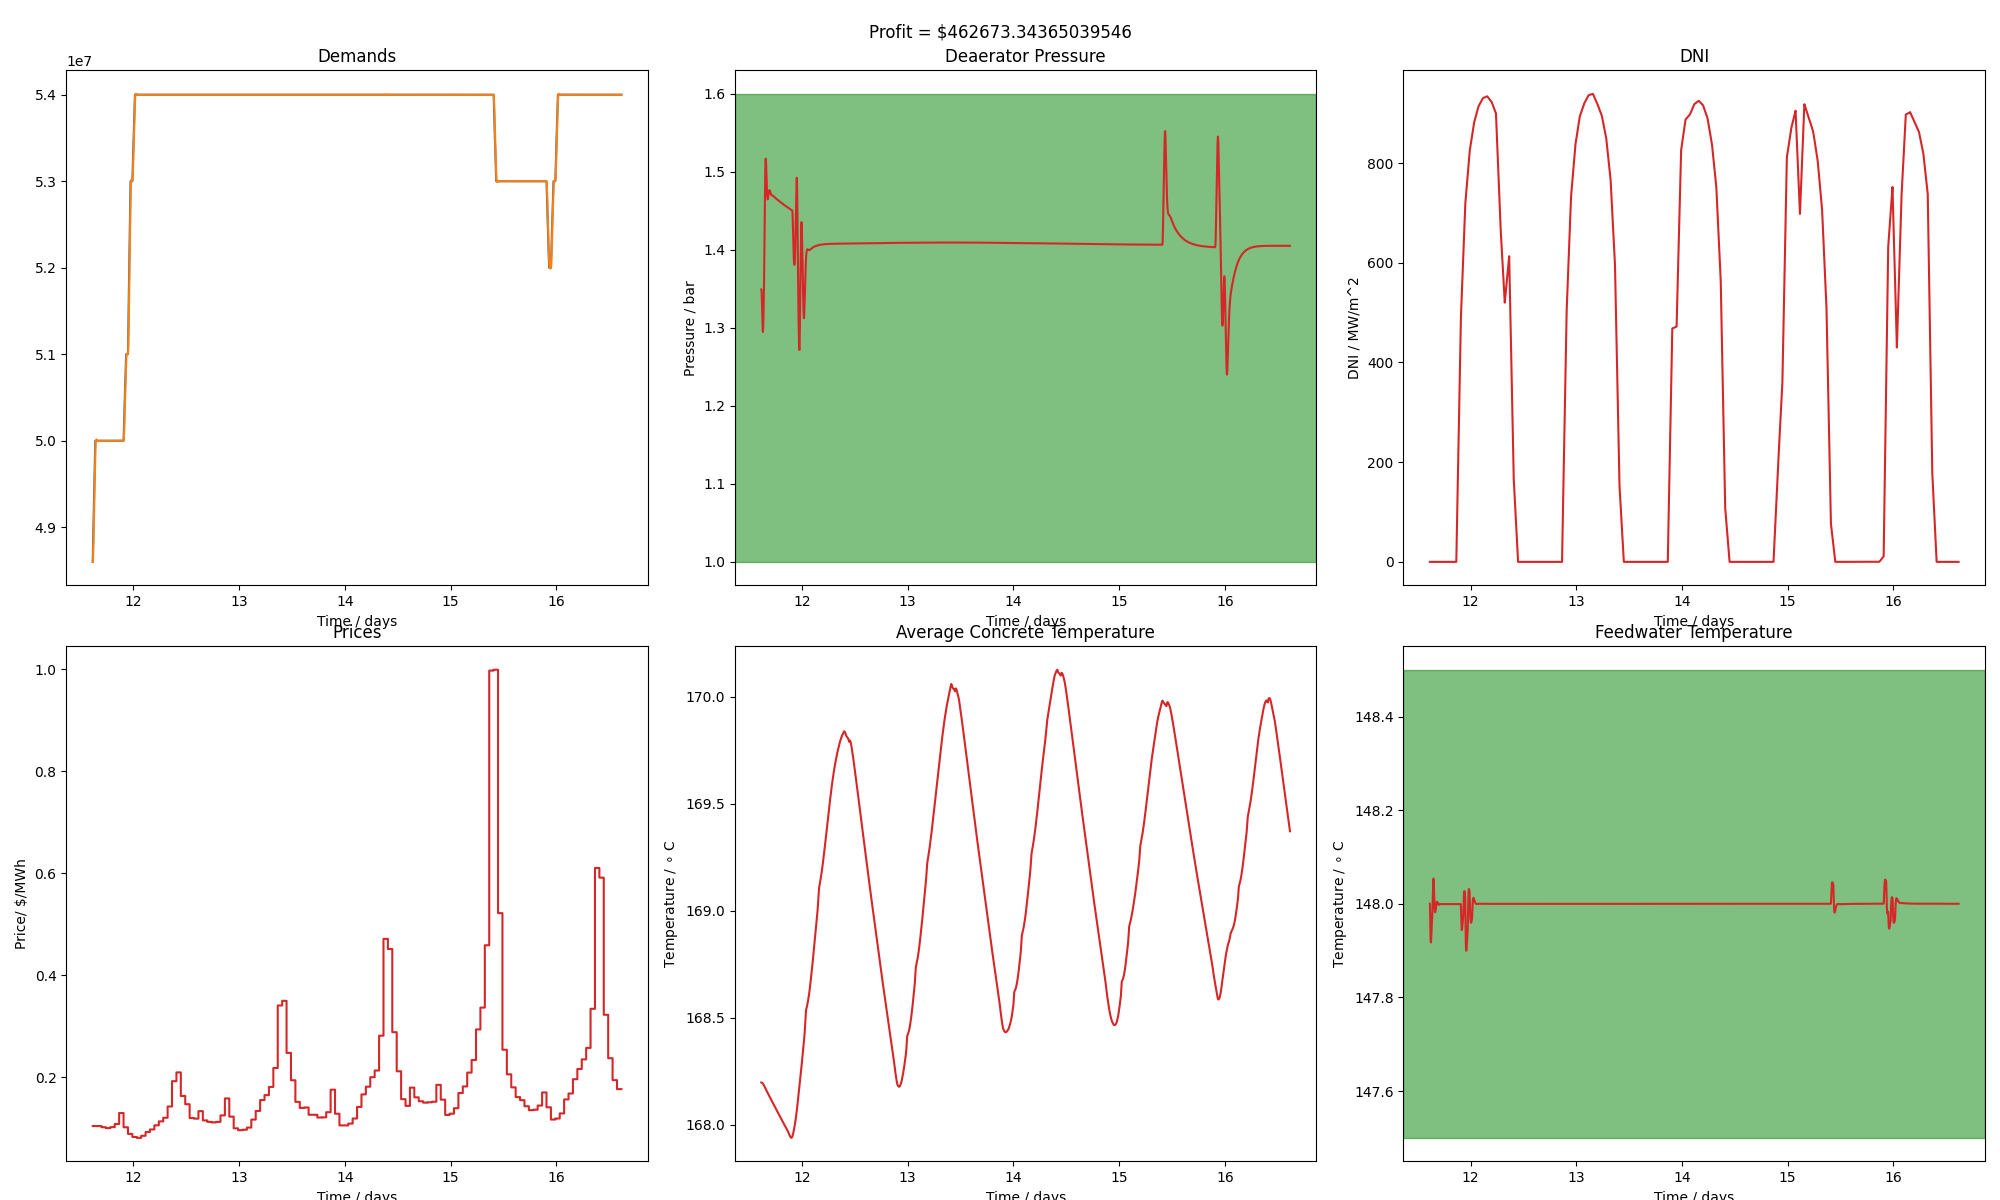 Profit = $462673.34365039546
Demands
1e7
5.4
5.3
5.2
5.1
5.0
4.9
12 13 14 15 16
Time / days
Deaerator Pressure
Pressure / bar
1.6
1.5
1.4
1.3
1.2
1.1
1.0
12 13 14 15 16
Time / days
DNI
DNI / MW/m^2
800
600
400
200
0
12 13 14 15 16
Time / days
Prices
Price/ $/MWh
1.0
0.8
0.6
0.4
0.2
12 13 14 15 16
Time / days
Average Concrete Temperature
Temperature / ∘ C
170.0
169.5
169.0
168.5
168.0
12 13 14 15 16
Time / days
Feedwater Temperature
Temperature / ∘ C
148.4
148.2
148.0
147.8
147.6
12 13 14 15 16
Time / days